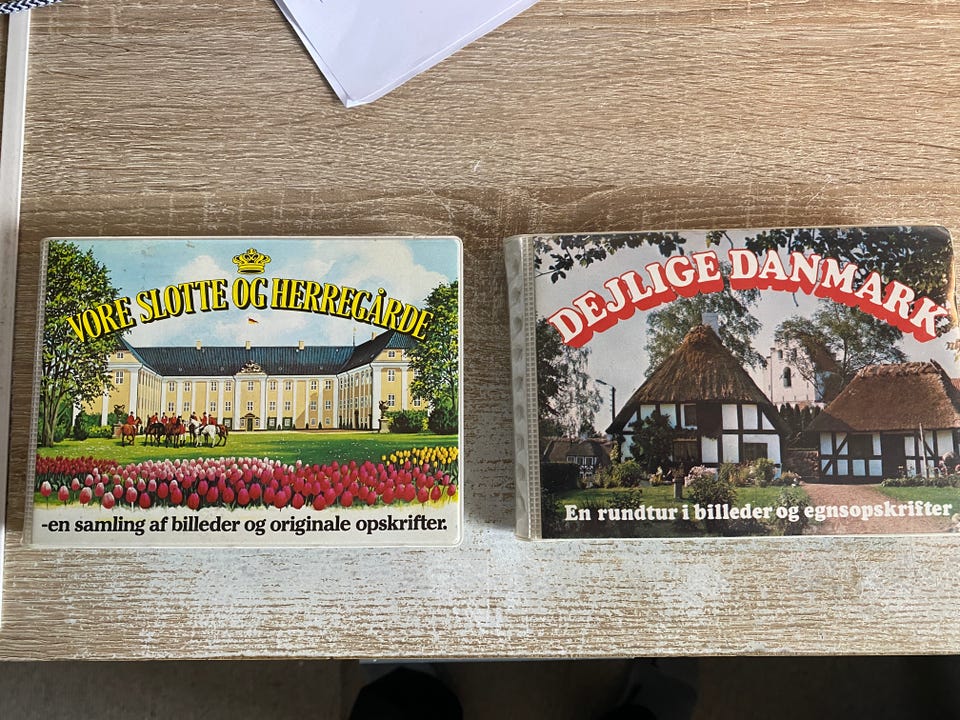 VORE SLOTTE OG HERREGÅRDE
-en samling af billeder og originale opskrifter.
DEJLIGE DANMARK
En rundtur i billeder og egnsopskrifter